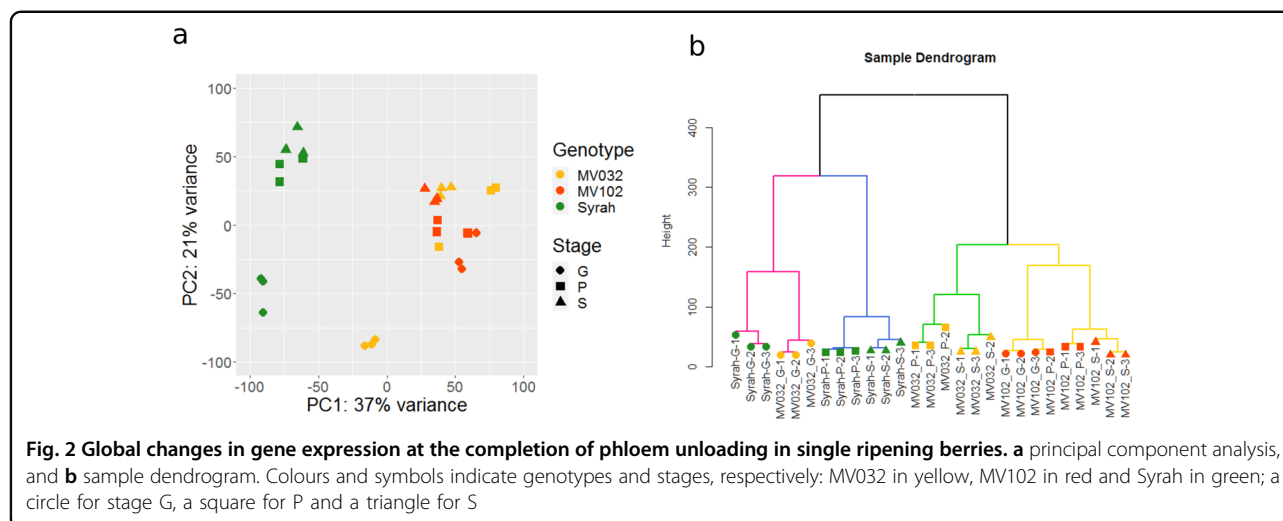 a
100
50
0
-50
-100
PC2: 21% variance
-100 -50 0 50 100
PC1: 37% variance
Genotype
MV032
MV102
Syrah
Stage
G
P
S
b
Sample Dendrogram
Height
400
300
200
100
0
Syrah-G-1
Syrah-G-2
Syrah-G-3
MV032_G-1
MV032_G-2
MV032_G-3
Syrah-P-1
Syrah-P-2
Syrah-P-3
Syrah-S-1
Syrah-S-2
Syrah-S-3
MV032_P-1
MV032_P-3
MV032_P-2
MV032_S-1
MV032_S-3
MV032_S-2
MV102_G-1
MV102_G-2
MV102_G-3
MV102_P-2
MV102_P-1
MV102_P-3
MV102_S-1
MV102_S-2
MV102_S-3
Fig. 2 Global changes in gene expression at the completion of phloem unloading in single ripening berries. a principal component analysis,
and b sample dendrogram. Colours and symbols indicate genotypes and stages, respectively: MV032 in yellow, MV102 in red and Syrah in green; a
circle for stage G, a square for P and a triangle for S